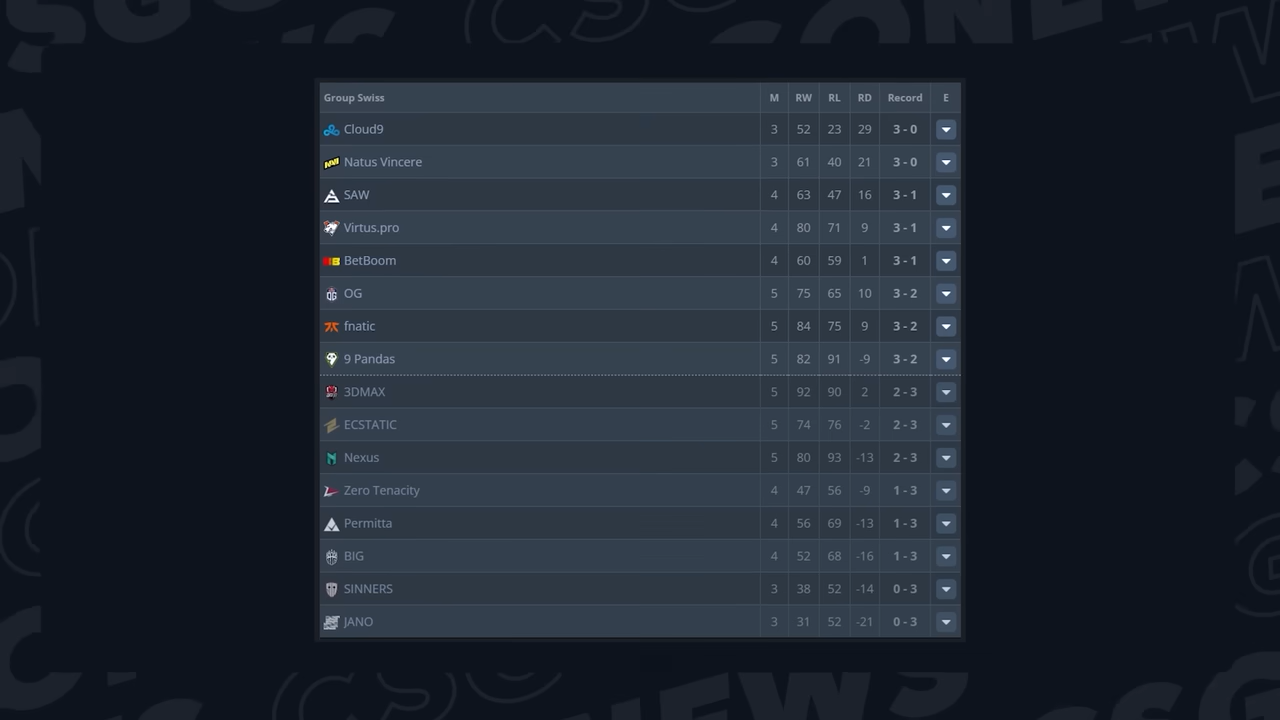 Group Swiss M RW RL RD Record E
Cloud9 3 52 23 29 3 - 0
Natus Vincere 3 61 40 21 3 - 0
SAW 4 63 47 16 3 - 1
Virtus.pro 4 80 71 9 3 - 1
BetBoom 4 60 59 1 3 - 1
OG 5 75 65 10 3 - 2
fnatic 5 84 75 9 3 - 2
9 Pandas 5 82 91 -9 3 - 2
3DMAX 5 92 90 2 2 - 3
ECSTATIC 5 74 76 -2 2 - 3
Nexus 5 80 93 -13 2 - 3
Zero Tenacity 4 47 56 -9 1 - 3
Permitta 4 56 69 -13 1 - 3
BIG 4 52 68 -16 1 - 3
SINNERS 3 38 52 -14 0 - 3
JANO 3 31 52 -21 0 - 3